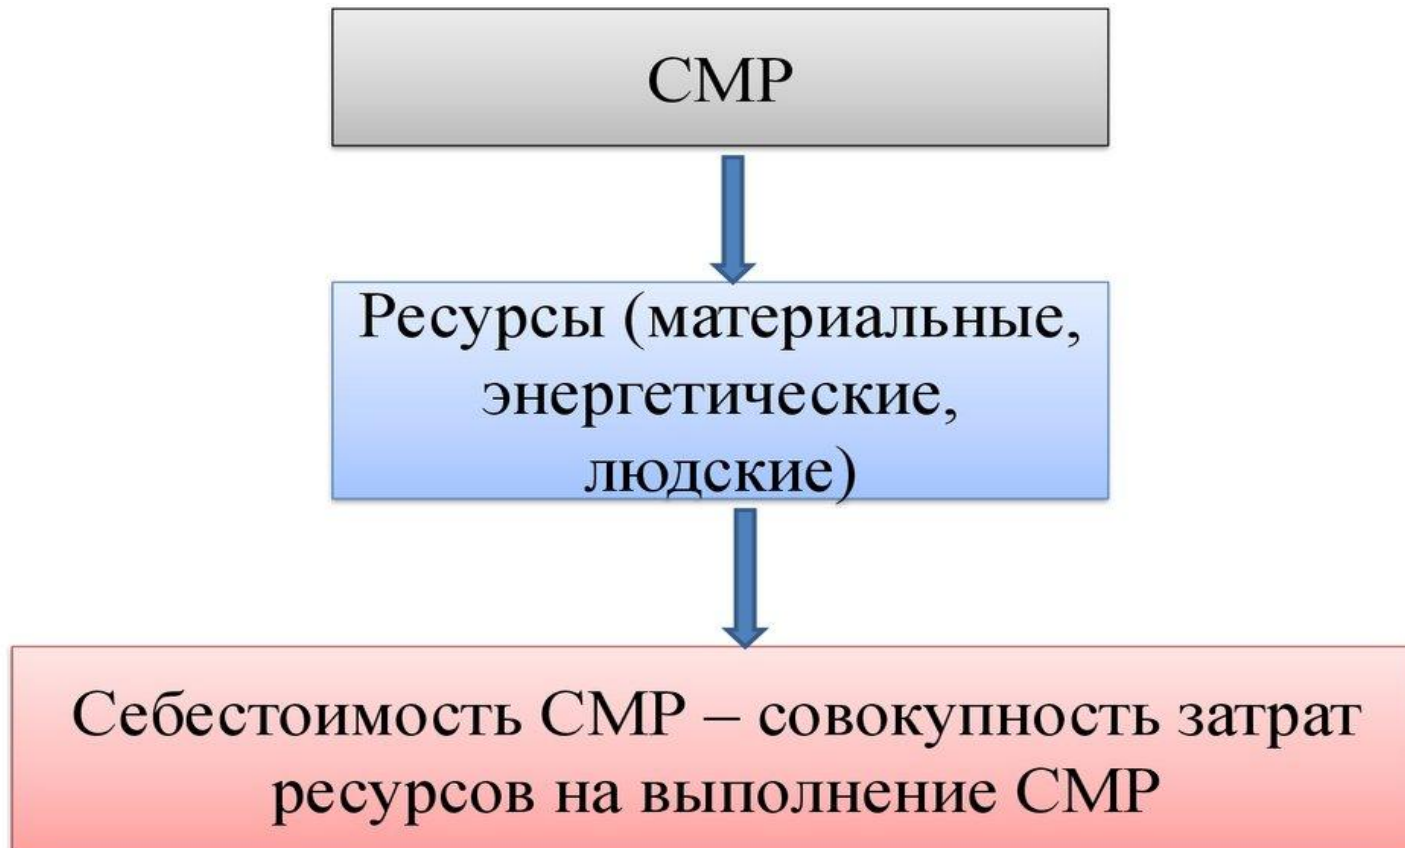 СМР
Ресурсы (материальные,
энергетические,
людские)
Себестоимость СМР – совокупность затрат
ресурсов на выполнение СМР